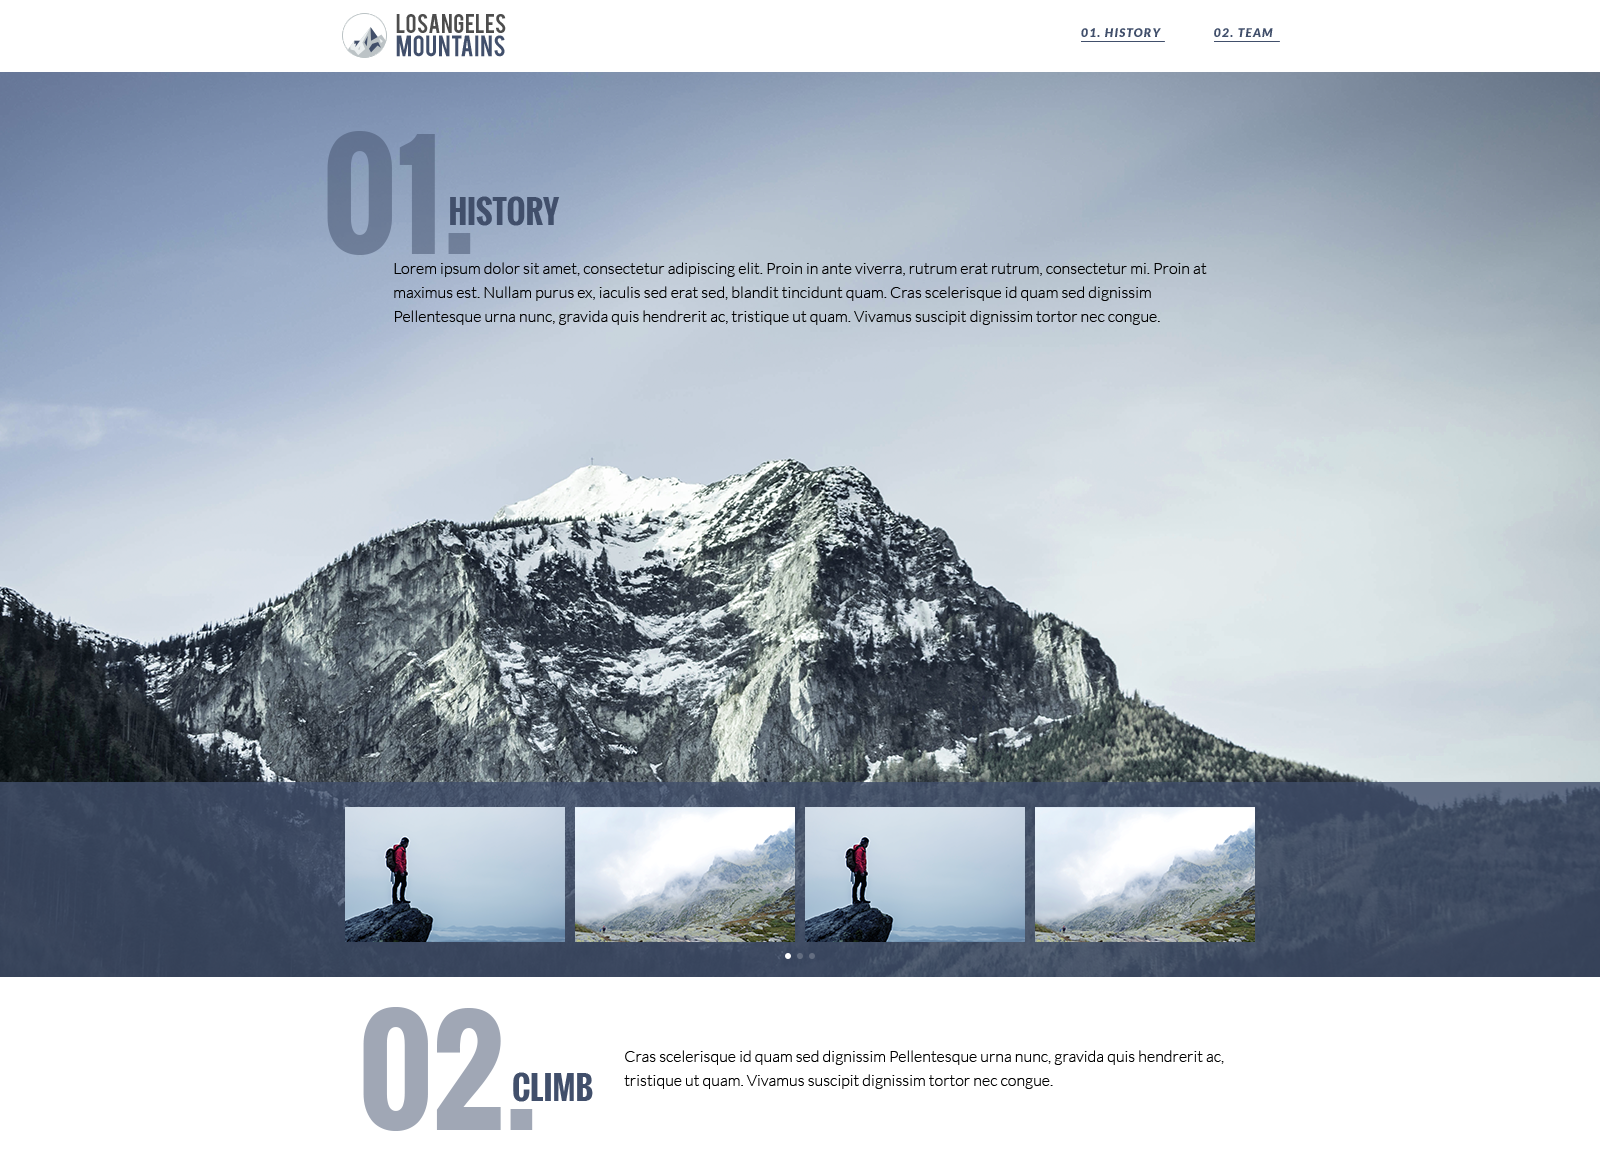 LOSANGELES
MOUNTAINS
01. HISTORY
02. TEAM
01.
HISTORY
Lorem ipsum dolor sit amet, consectetur adipiscing elit. Proin in ante viverra, rutrum erat rutrum, consectetur mi. Proin at
maximus est. Nullam purus ex, iaculis sed erat sed, blandit tincidunt quam. Cras scelerisque id quam sed dignissim
Pellentesque urna nunc, gravida quis hendrerit ac, tristique ut quam. Vivamus suscipit dignissim tortor nec congue.
02.
CLIMB
Cras scelerisque id quam sed dignissim Pellentesque urna nunc, gravida quis hendrerit ac,
tristique ut quam. Vivamus suscipit dignissim tortor nec congue.